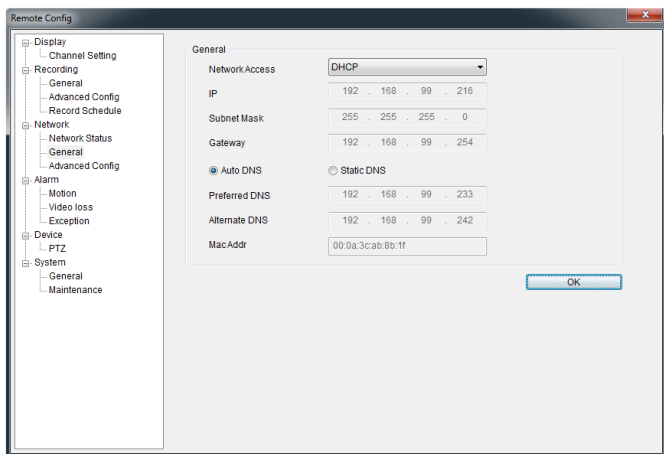 Remote Config
Display
Channel Setting
Recording
General
Advanced Config
Record Schedule
Network
Network Status
General
Advanced Config
Alarm
Motion
Video loss
Exception
Device
PTZ
System
General
Maintenance
General
Network Access DHCP
IP 192 . 168 . 99 . 216
Subnet Mask 255 . 255 . 255 . 0
Gateway 192 . 168 . 99 . 254
Auto DNS Static DNS
Preferred DNS 192 . 168 . 99 . 233
Alternate DNS 192 . 168 . 99 . 242
Mac Addr 00:0a:3c:ab:8b:1f
OK